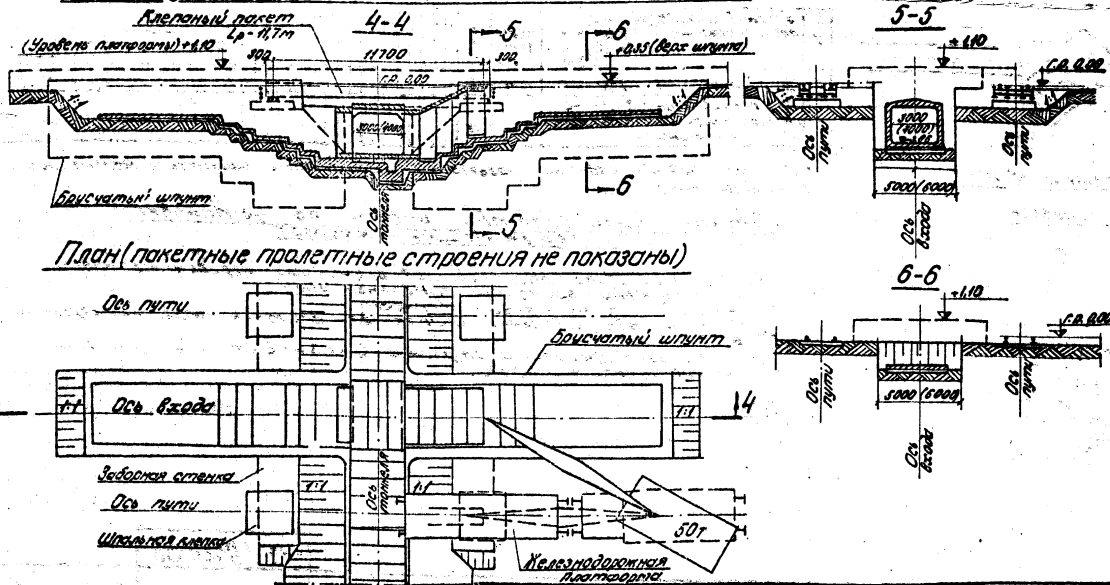 Клепаный пакет
Lp - 11,7м
4-4
5
6
(Уровень платформы) +1.10
300
11700
300
+0.35 (верх шпунта)
г.р. 0.00
1:1
1:1
3000(4000)
Брусчатый шпунт
Ось тоннеля
5
6
5-5
+1.10
г.р. 0.00
1:1
3000
(4000)
Ось пути
Ось пути
5000(6000)
Ось входа
План (пакетные пролетные строения не показаны)
Ось пути
Брусчатый шпунт
1:1
Ось входа
1:1
4
Заборная стенка
1:1
Ось тоннеля
1:1
Ось пути
50т
Шпальная клетка
Железнодорожная
платформа
6-6
+1.10
г.р. 0.00
Ось пути
Ось пути
5000(6000)
Ось входа